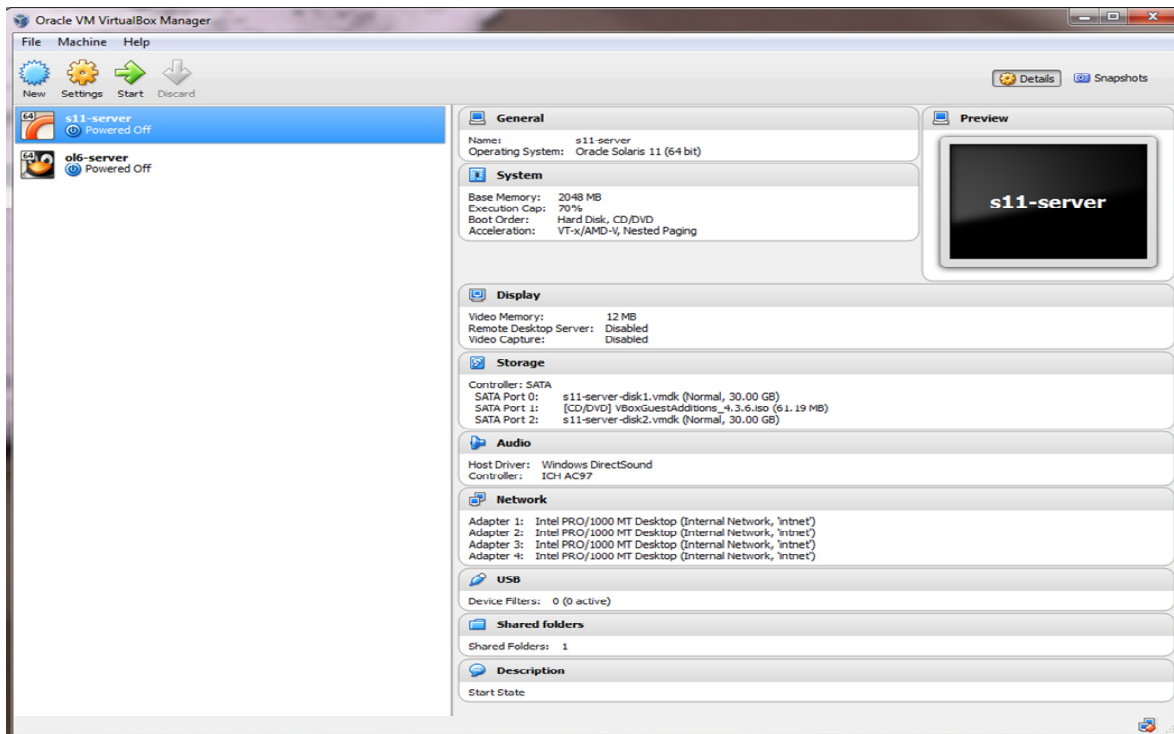 Oracle VM VirtualBox Manager
File Machine Help
New Settings Start Discard
Details Snapshots
64 s11-server
Powered Off
64 ol6-server
Powered Off
General
Name: s11-server
Operating System: Oracle Solaris 11 (64 bit)
System
Base Memory: 2048 MB
Execution Cap: 70%
Boot Order: Hard Disk, CD/DVD
Acceleration: VT-x/AMD-V, Nested Paging
Preview
s11-server
Display
Video Memory: 12 MB
Remote Desktop Server: Disabled
Video Capture: Disabled
Storage
Controller: SATA
SATA Port 0: s11-server-disk1.vmdk (Normal, 30.00 GB)
SATA Port 1: [CD/DVD] VBoxGuestAdditions_4.3.6.iso (61.19 MB)
SATA Port 2: s11-server-disk2.vmdk (Normal, 30.00 GB)
Audio
Host Driver: Windows DirectSound
Controller: ICH AC97
Network
Adapter 1: Intel PRO/1000 MT Desktop (Internal Network, 'intnet')
Adapter 2: Intel PRO/1000 MT Desktop (Internal Network, 'intnet')
Adapter 3: Intel PRO/1000 MT Desktop (Internal Network, 'intnet')
Adapter 4: Intel PRO/1000 MT Desktop (Internal Network, 'intnet')
USB
Device Filters: 0 (0 active)
Shared folders
Shared Folders: 1
Description
Start State